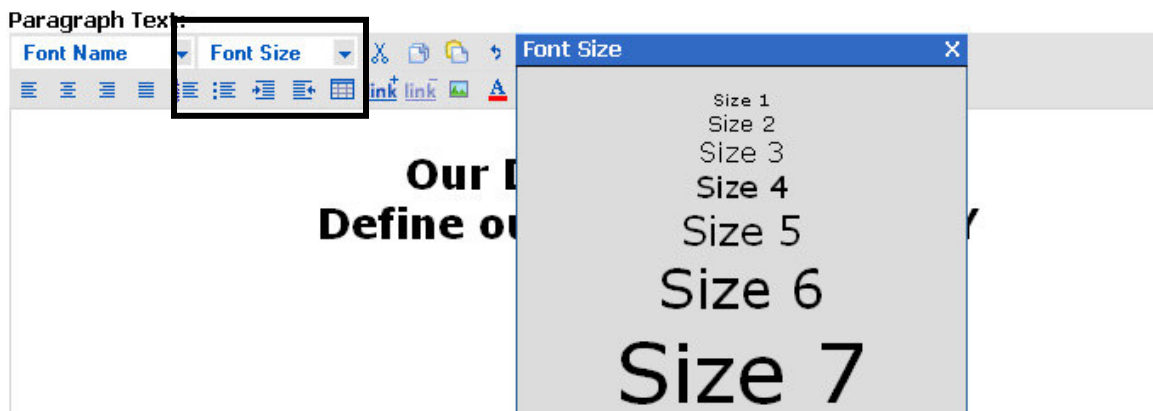 Paragraph Text:
Font Name Font Size
Font Size X
link+ link- A
Size 1
Size 2
Size 3
Size 4
Size 5
Size 6
Size 7
Our
Define